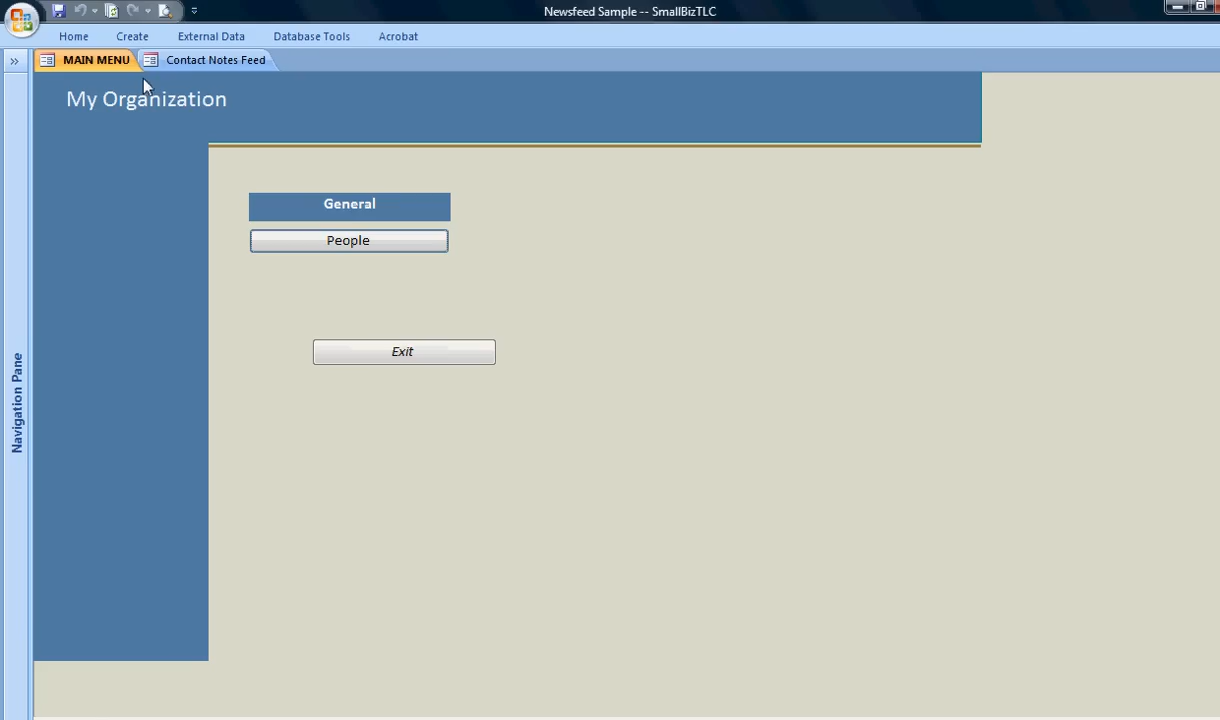 Newsfeed Sample -- SmallBizTLC
Home Create External Data Database Tools Acrobat
» MAIN MENU Contact Notes Feed
My Organization
General
People
Exit
Navigation Pane